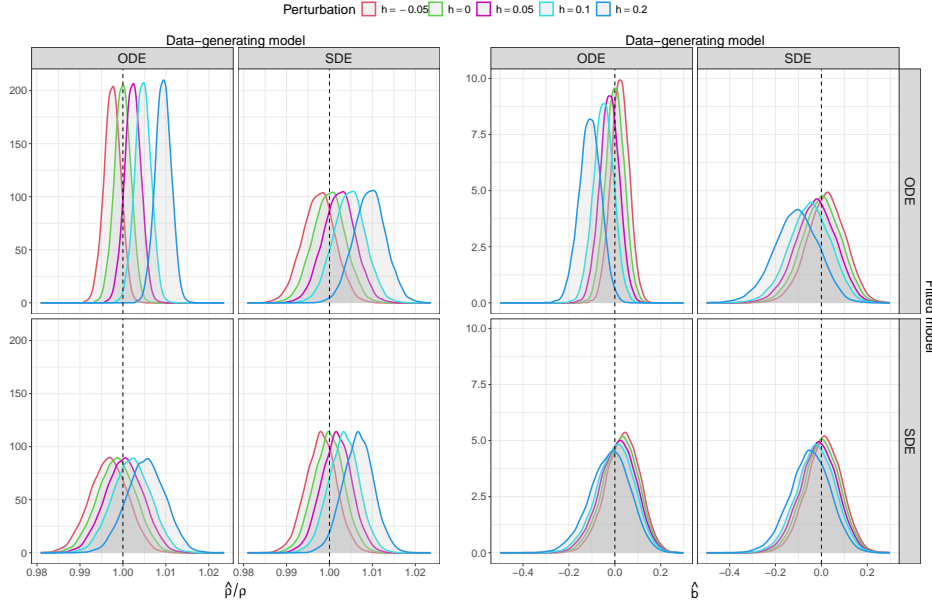 Perturbation h = −0.05 h = 0 h = 0.05 h = 0.1 h = 0.2
Data−generating model
ODE SDE
200
150
100
50
0
200
150
100
50
0
0.98 0.99 1.00 1.02 0.98 0.99 1.00 1.01 1.02
ρ̂/ρ
Data−generating model
ODE SDE
10.0
7.5
5.0
2.5
0.0
ODE
10.0
7.5
5.0
2.5
0.0
SDE
−0.4 −0.2 0.0 0.2 −0.4 −0.2 0.0 0.2
b̂
Fitted model